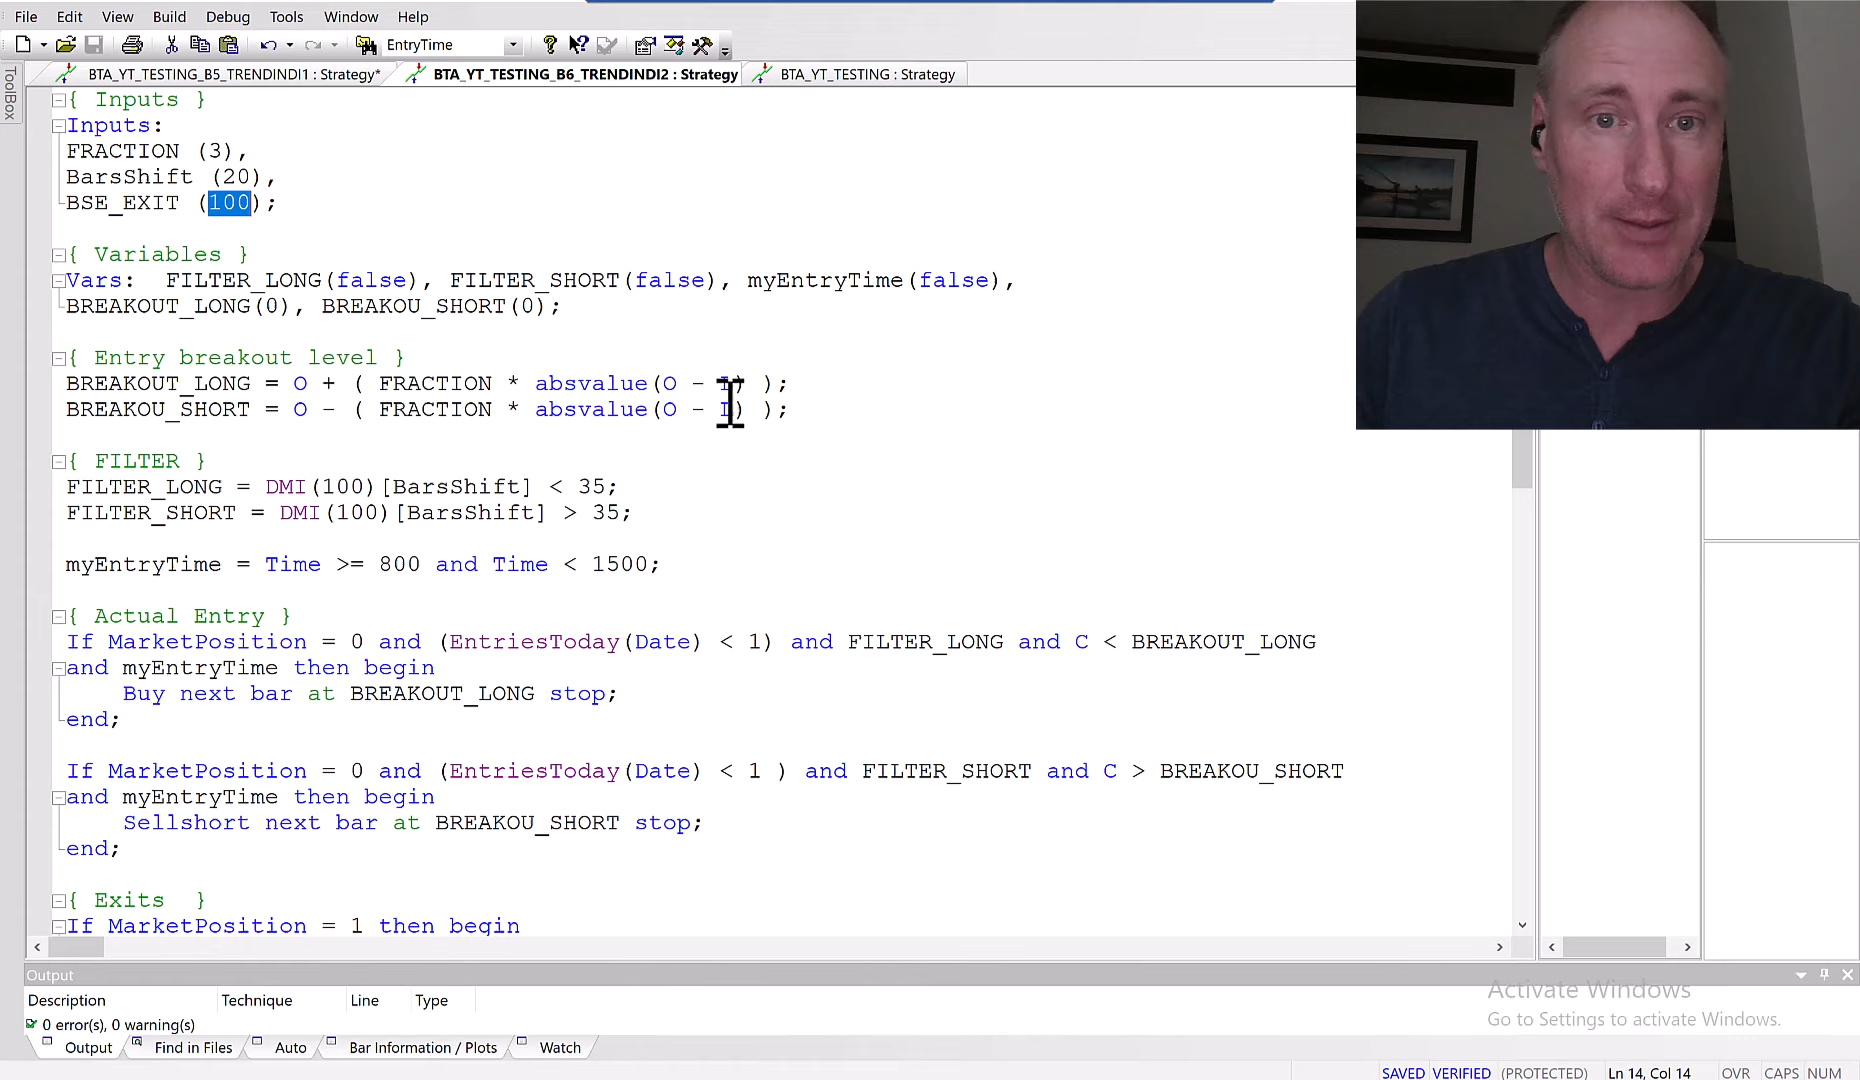 File Edit View Build Debug Tools Window Help
EntryTime
ToolBox
BTA_YT_TESTING_B5_TRENDINDI1 : Strategy* BTA_YT_TESTING_B6_TRENDINDI2 : Strategy BTA_YT_TESTING : Strategy
{ Inputs }
Inputs:
FRACTION (3),
BarsShift (20),
BSE_EXIT (100);
{ Variables }
Vars: FILTER_LONG(false), FILTER_SHORT(false), myEntryTime(false),
BREAKOUT_LONG(0), BREAKOU_SHORT(0);
{ Entry breakout level }
BREAKOUT_LONG = O + ( FRACTION * absvalue(O - ) );
BREAKOU_SHORT = O - ( FRACTION * absvalue(O - ) );
{ FILTER }
FILTER_LONG = DMI(100)[BarsShift] < 35;
FILTER_SHORT = DMI(100)[BarsShift] > 35;
myEntryTime = Time >= 800 and Time < 1500;
{ Actual Entry }
If MarketPosition = 0 and (EntriesToday(Date) < 1) and FILTER_LONG and C < BREAKOUT_LONG
and myEntryTime then begin
Buy next bar at BREAKOUT_LONG stop;
end;
If MarketPosition = 0 and (EntriesToday(Date) < 1 ) and FILTER_SHORT and C > BREAKOU_SHORT
and myEntryTime then begin
Sellshort next bar at BREAKOU_SHORT stop;
end;
{ Exits }
If MarketPosition = 1 then begin
Output
Description Technique Line Type
0 error(s), 0 warning(s)
Output Find in Files Auto Bar Information / Plots Watch
Activate Windows
Go to Settings to activate Windows.
SAVED VERIFIED (PROTECTED) Ln 14, Col 14 OVR CAPS NUM